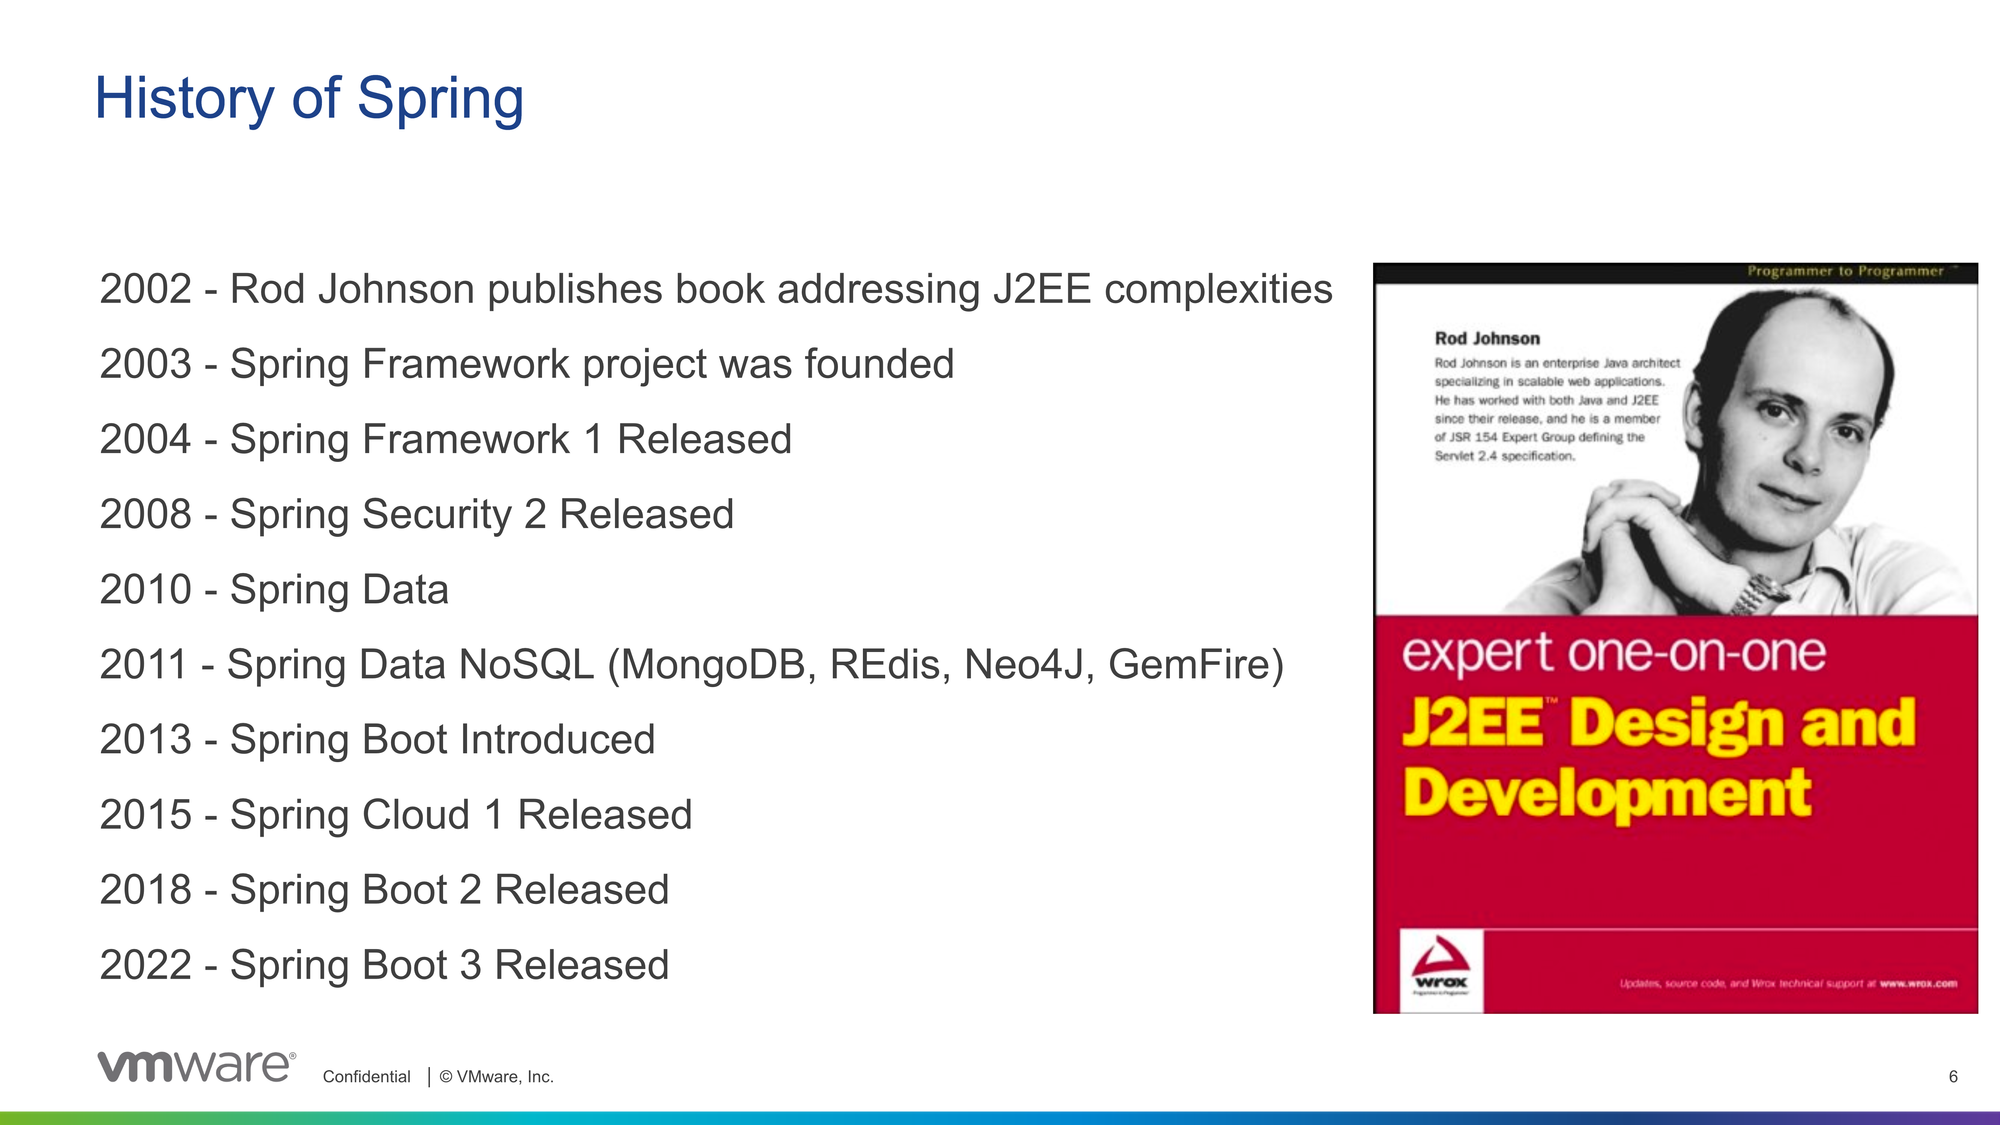 History of Spring
2002 - Rod Johnson publishes book addressing J2EE complexities
2003 - Spring Framework project was founded
2004 - Spring Framework 1 Released
2008 - Spring Security 2 Released
2010 - Spring Data
2011 - Spring Data NoSQL (MongoDB, REdis, Neo4J, GemFire)
2013 - Spring Boot Introduced
2015 - Spring Cloud 1 Released
2018 - Spring Boot 2 Released
2022 - Spring Boot 3 Released
Programmer to Programmer™
Rod Johnson
Rod Johnson is an enterprise Java architect
specializing in scalable web applications.
He has worked with both Java and J2EE
since their release, and he is a member
of JSR 154 Expert Group defining the
Servlet 2.4 specification.
expert one-on-one
J2EE™ Design and
Development
wrox
Programmer to Programmer™
Updates, source code, and Wrox technical support at www.wrox.com
vmware®
Confidential | © VMware, Inc.
6